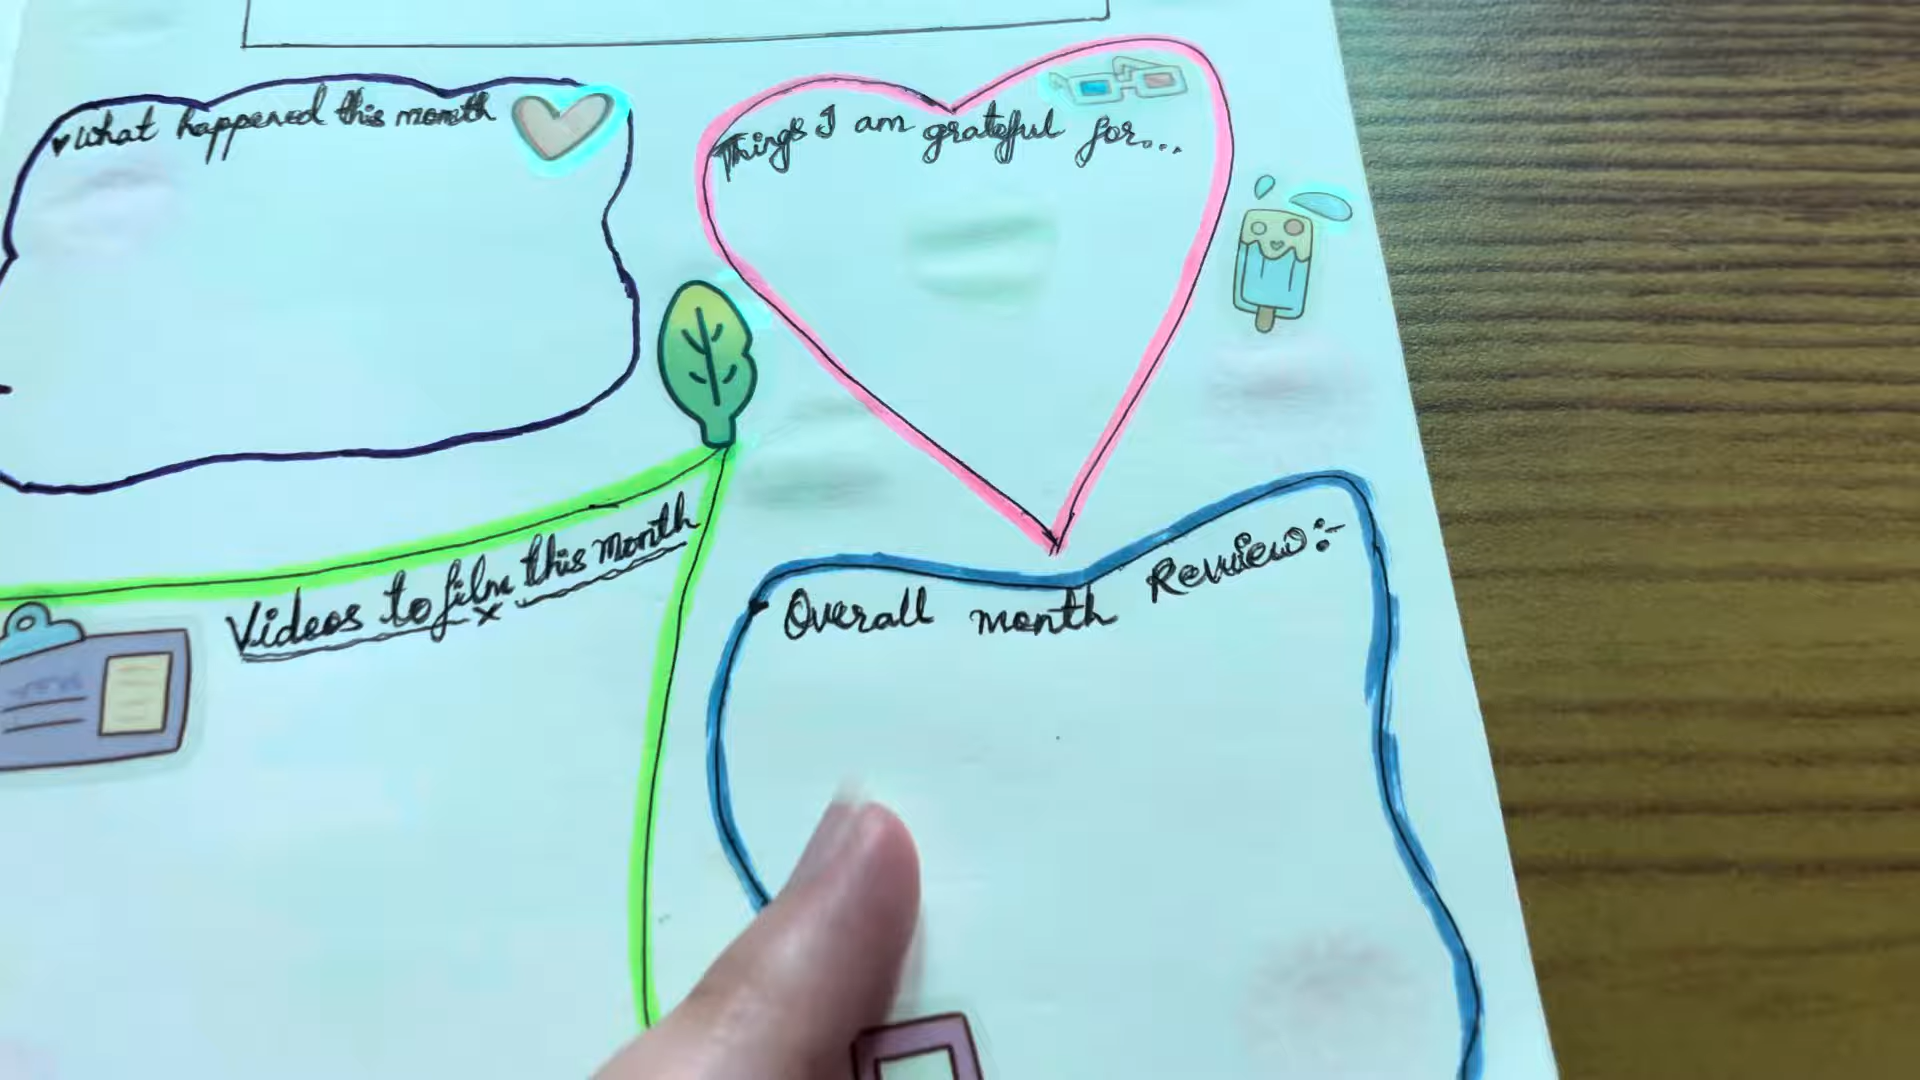 what happened this month
Things I am grateful for...
Videos to film this month
Overall month Review:-